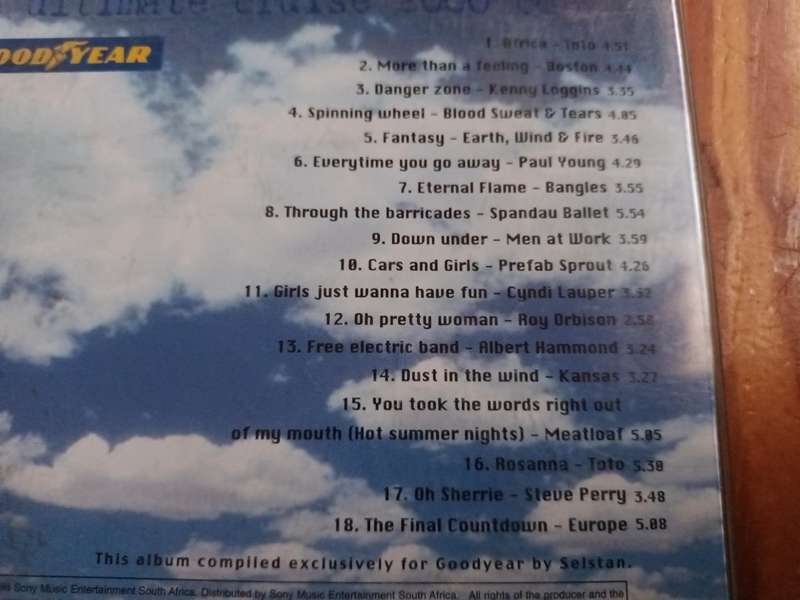 ultimate cruise 2000
GOODYEAR
1. Africa - Toto 4.51
2. More than a feeling - Boston 4.44
3. Danger zone - Kenny Loggins 3.35
4. Spinning wheel - Blood Sweat & Tears 4.05
5. Fantasy - Earth, Wind & Fire 3.46
6. Everytime you go away - Paul Young 4.29
7. Eternal Flame - Bangles 3.55
8. Through the barricades - Spandau Ballet 5.54
9. Down under - Men at Work 3.59
10. Cars and Girls - Prefab Sprout 4.26
11. Girls just wanna have fun - Cyndi Lauper
12. Oh pretty woman - Roy Orbison 2.58
13. Free electric band - Albert Hammond 3.24
14. Dust in the wind - Kansas 3.27
15. You took the words right out
of my mouth (Hot summer nights) - Meatloaf 5.05
16. Rosanna - Toto 5.30
17. Oh Sherrie - Steve Perry 3.48
18. The Final Countdown - Europe 5.08
This album compiled exclusively for Goodyear by Selstan.
Sony Music Entertainment South Africa. Distributed by Sony Music Entertainment South Africa. All rights of the producer and the